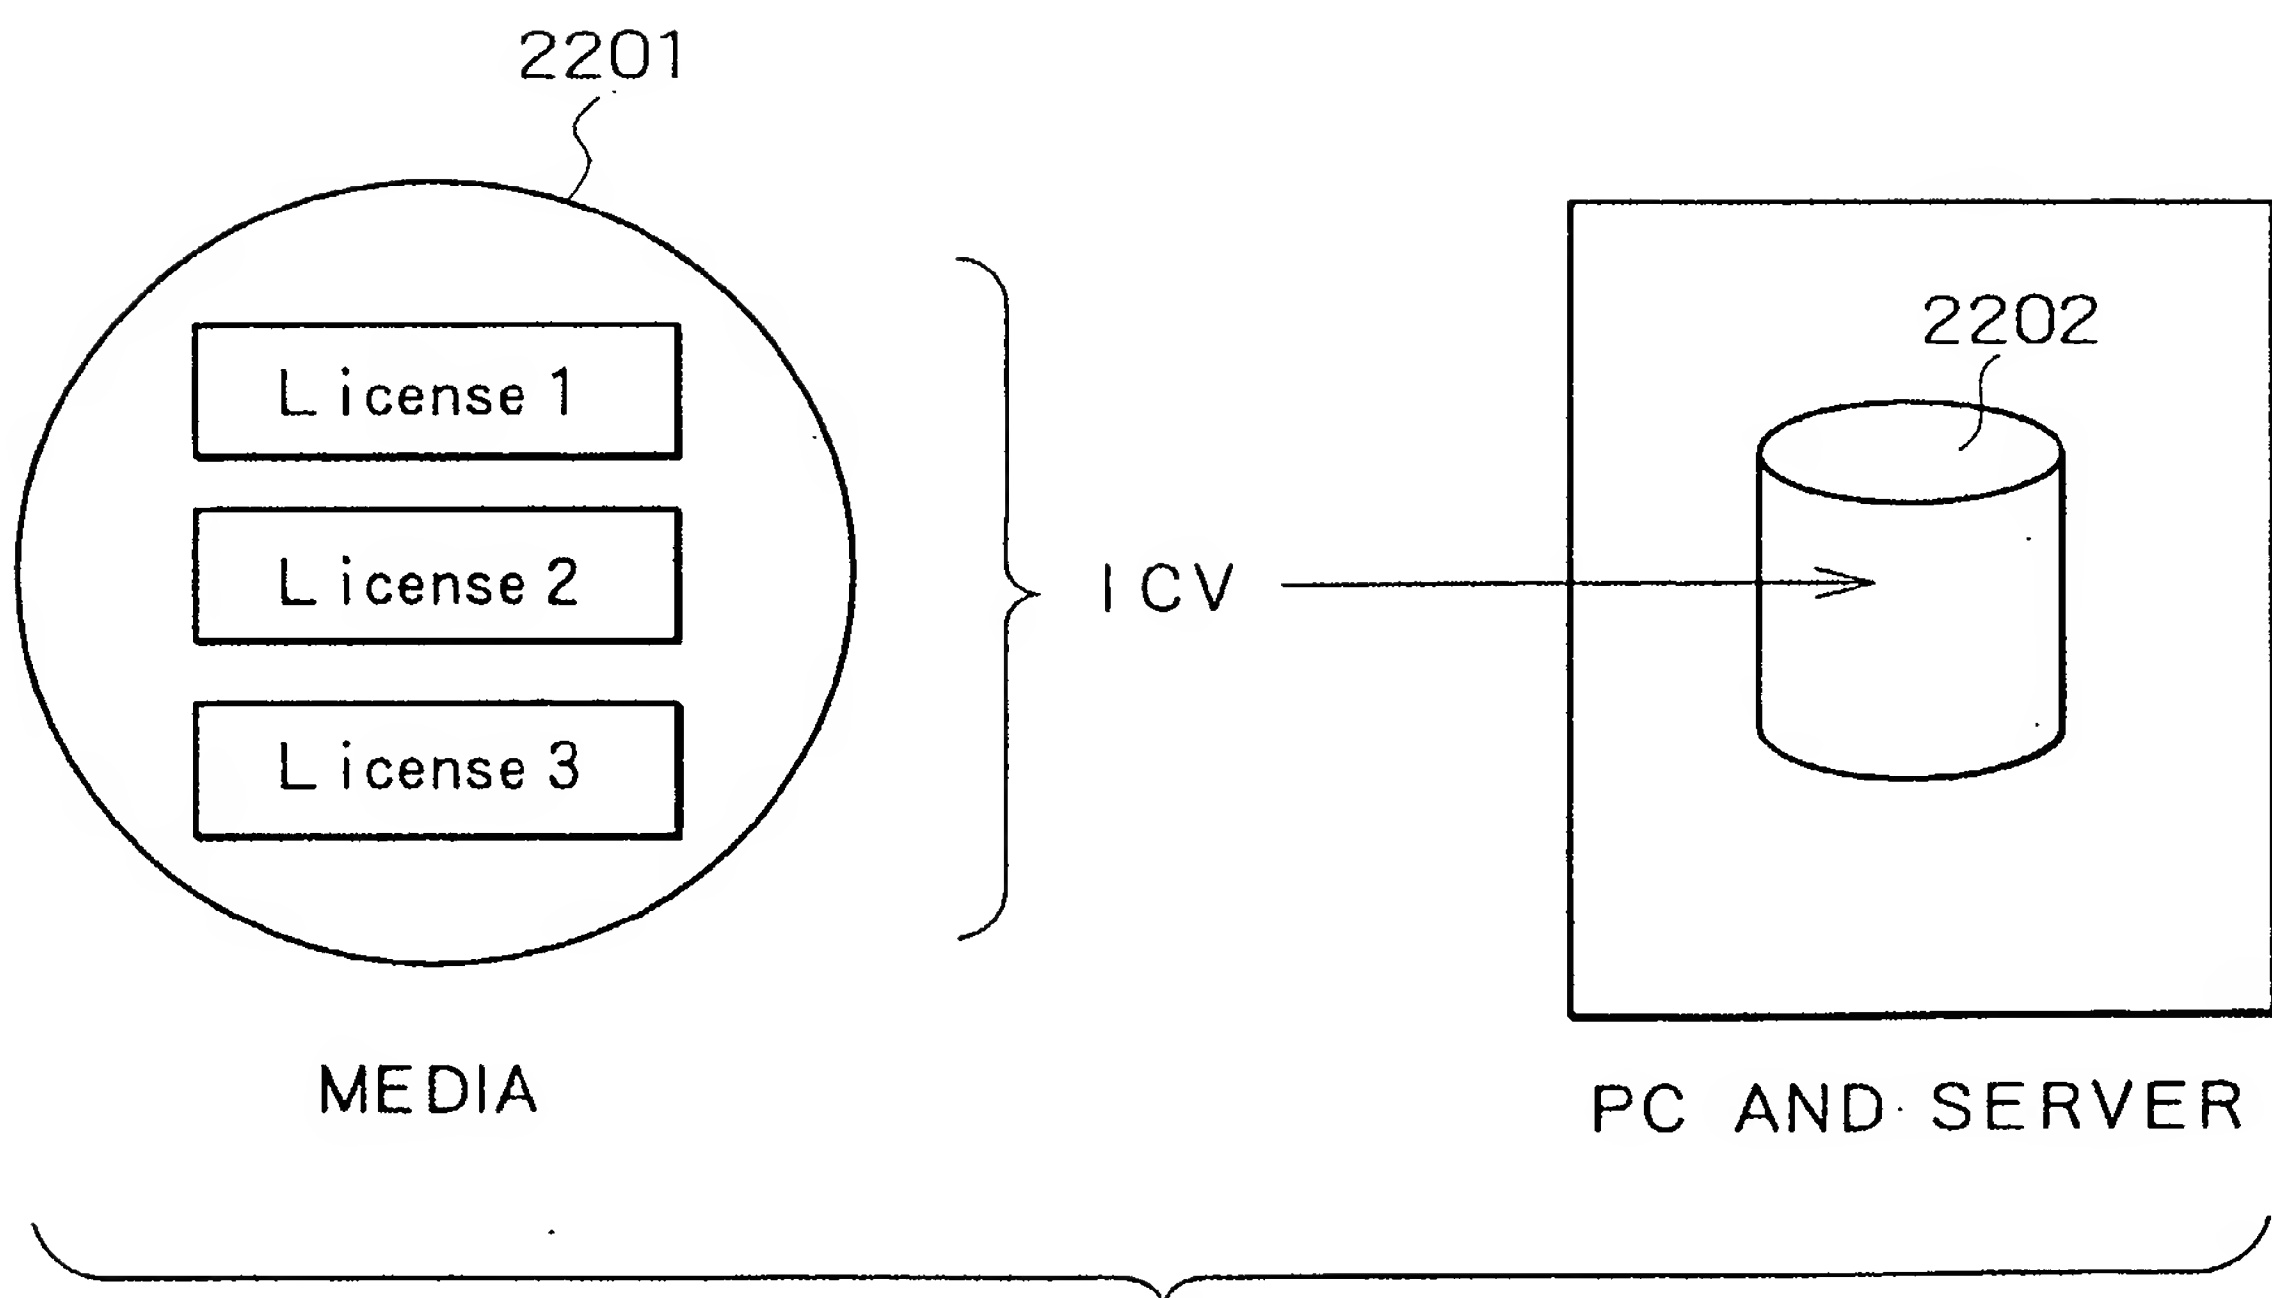 2201
2202
License 1
License 2
License 3
ICV
MEDIA
PC AND SERVER